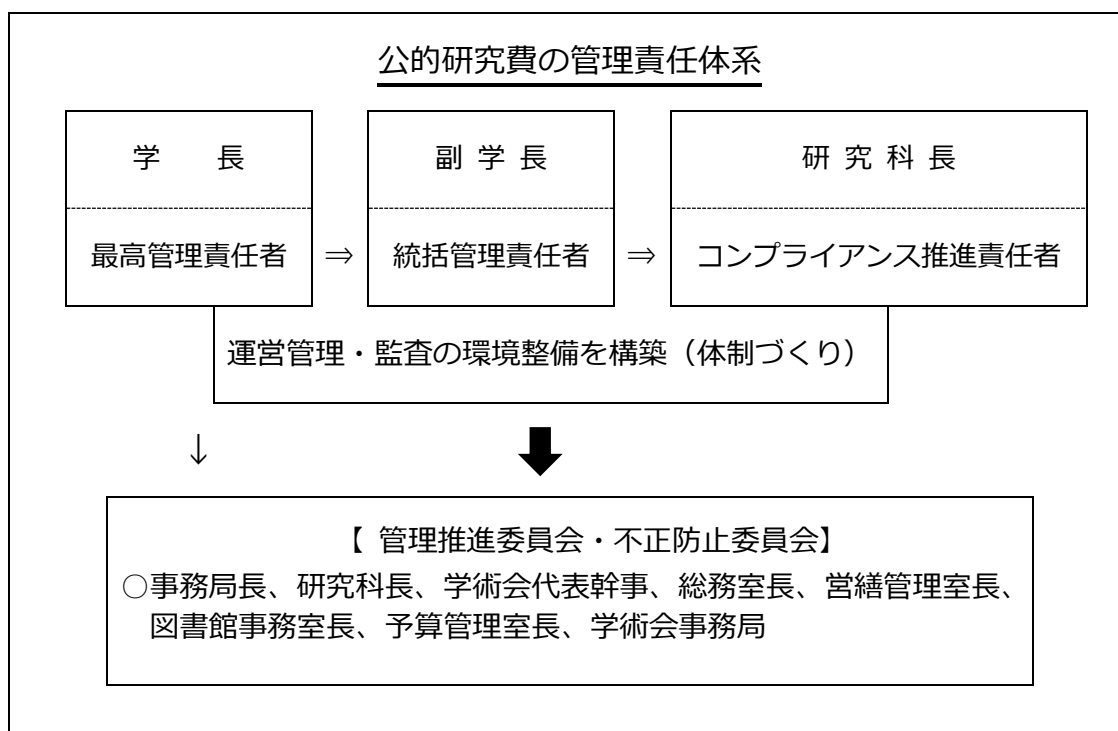 公的研究費の管理責任体系
学　　長
副 学 長
研 究 科 長
最高管理責任者
⇒
統括管理責任者
⇒
コンプライアンス推進責任者
運営管理・監査の環境整備を構築（体制づくり）
↓
【 管理推進委員会・不正防止委員会】
○事務局長、研究科長、学術会代表幹事、総務室長、営繕管理室長、
図書館事務室長、予算管理室長、学術会事務局